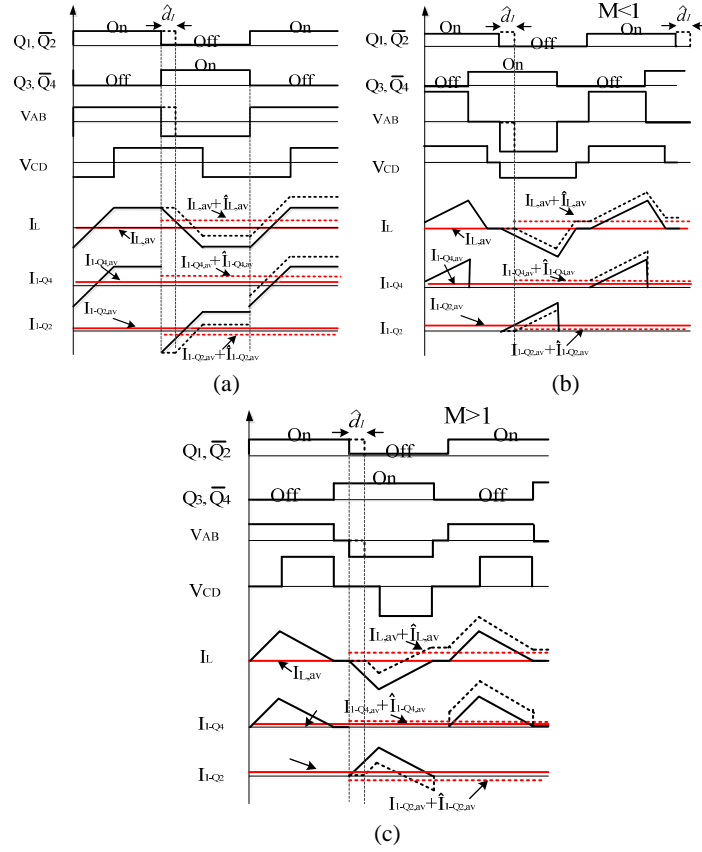 d̂₁
On
Off
Q₁, Q̅₂
On
Off
Off
Q₃, Q̅₄
VAB
VCD
IL,av+ÎL,av
IL
IL,av
I1-Q4,av
I1-Q4,av+Î1-Q4,av
I1-Q4
I1-Q2,av
I1-Q2
I1-Q2,av+Î1-Q2,av
(a)
M<1
d̂₁
d̂₁
On
On
Off
Q₁, Q̅₂
On
Off
Off
Q₃, Q̅₄
VAB
VCD
IL,av+ÎL,av
IL
IL,av
I1-Q4,av
I1-Q4,av+Î1-Q4,av
I1-Q4
I1-Q2,av
I1-Q2
I1-Q2,av+Î1-Q2,av
(b)
M>1
d̂₁
On
Off
On
Q₁, Q̅₂
On
Off
Off
Q₃, Q̅₄
VAB
VCD
IL,av+ÎL,av
IL
IL,av
I1-Q4,av+Î1-Q4,av
I1-Q4
I1-Q2
I1-Q2,av+Î1-Q2,av
(c)